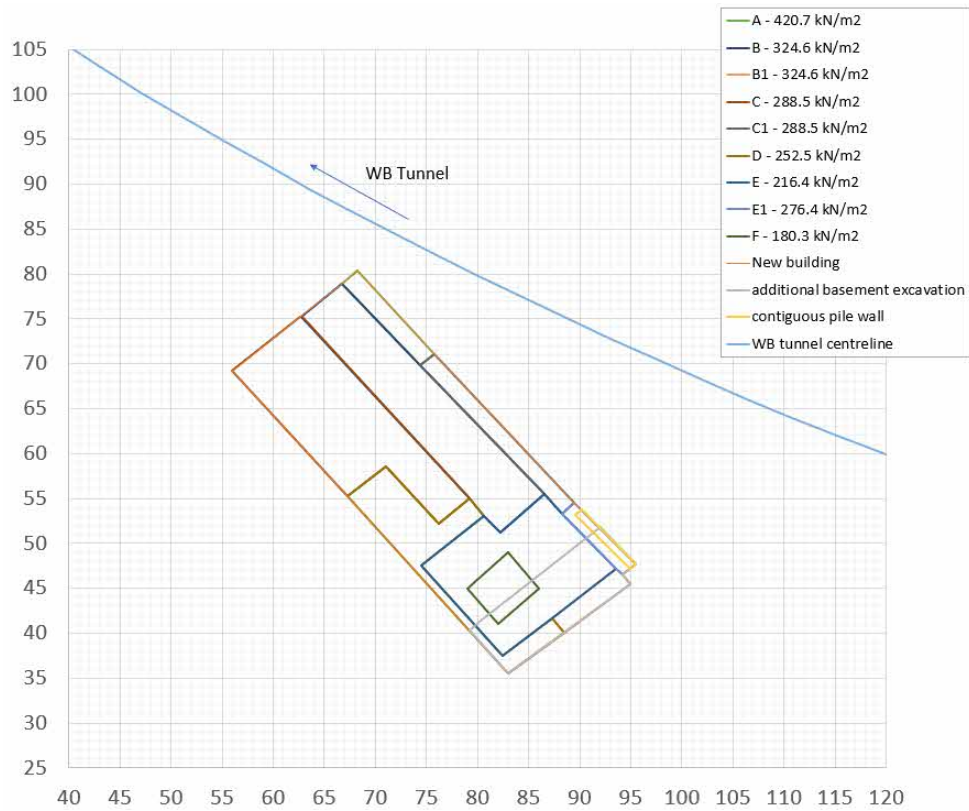 A - 420.7 kN/m2
B - 324.6 kN/m2
B1 - 324.6 kN/m2
C - 288.5 kN/m2
C1 - 288.5 kN/m2
D - 252.5 kN/m2
E - 216.4 kN/m2
E1 - 276.4 kN/m2
F - 180.3 kN/m2
New building
additional basement excavation
contiguous pile wall
WB tunnel centreline
WB Tunnel
105
100
95
90
85
80
75
70
65
60
55
50
45
40
35
30
25
40 45 50 55 60 65 70 75 80 85 90 95 100 105 110 115 120